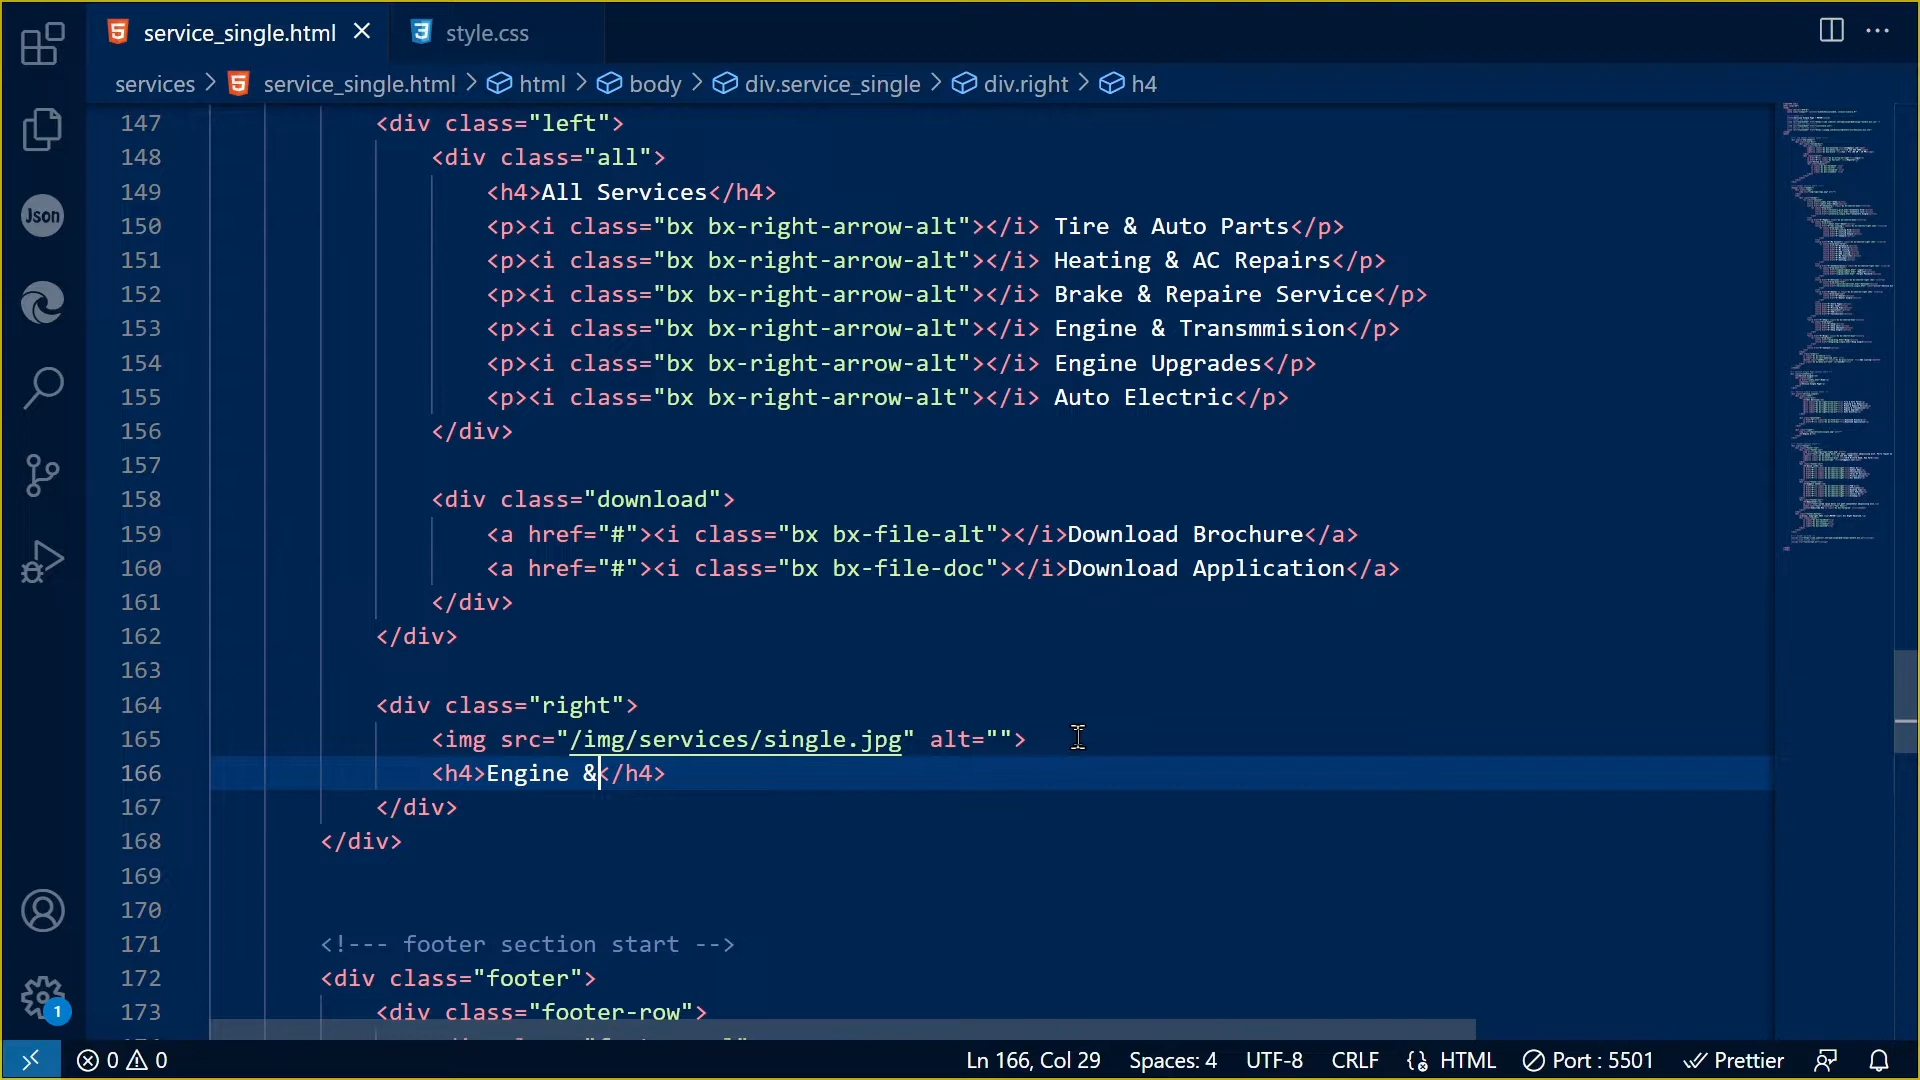 service_single.html
style.css
services > service_single.html > html > body > div.service_single > div.right > h4
147 <div class="left">
148 <div class="all">
149 <h4>All Services</h4>
150 <p><i class="bx bx-right-arrow-alt"></i> Tire & Auto Parts</p>
151 <p><i class="bx bx-right-arrow-alt"></i> Heating & AC Repairs</p>
152 <p><i class="bx bx-right-arrow-alt"></i> Brake & Repaire Service</p>
153 <p><i class="bx bx-right-arrow-alt"></i> Engine & Transmmision</p>
154 <p><i class="bx bx-right-arrow-alt"></i> Engine Upgrades</p>
155 <p><i class="bx bx-right-arrow-alt"></i> Auto Electric</p>
156 </div>
157
158 <div class="download">
159 <a href="#"><i class="bx bx-file-alt"></i>Download Brochure</a>
160 <a href="#"><i class="bx bx-file-doc"></i>Download Application</a>
161 </div>
162 </div>
163
164 <div class="right">
165 <img src="/img/services/single.jpg" alt="">
166 <h4>Engine &</h4>
167 </div>
168 </div>
169
170
171 <!--- footer section start -->
172 <div class="footer">
173 <div class="footer-row">
Json
1
0 0
Ln 166, Col 29
Spaces: 4
UTF-8
CRLF
HTML
Port : 5501
Prettier